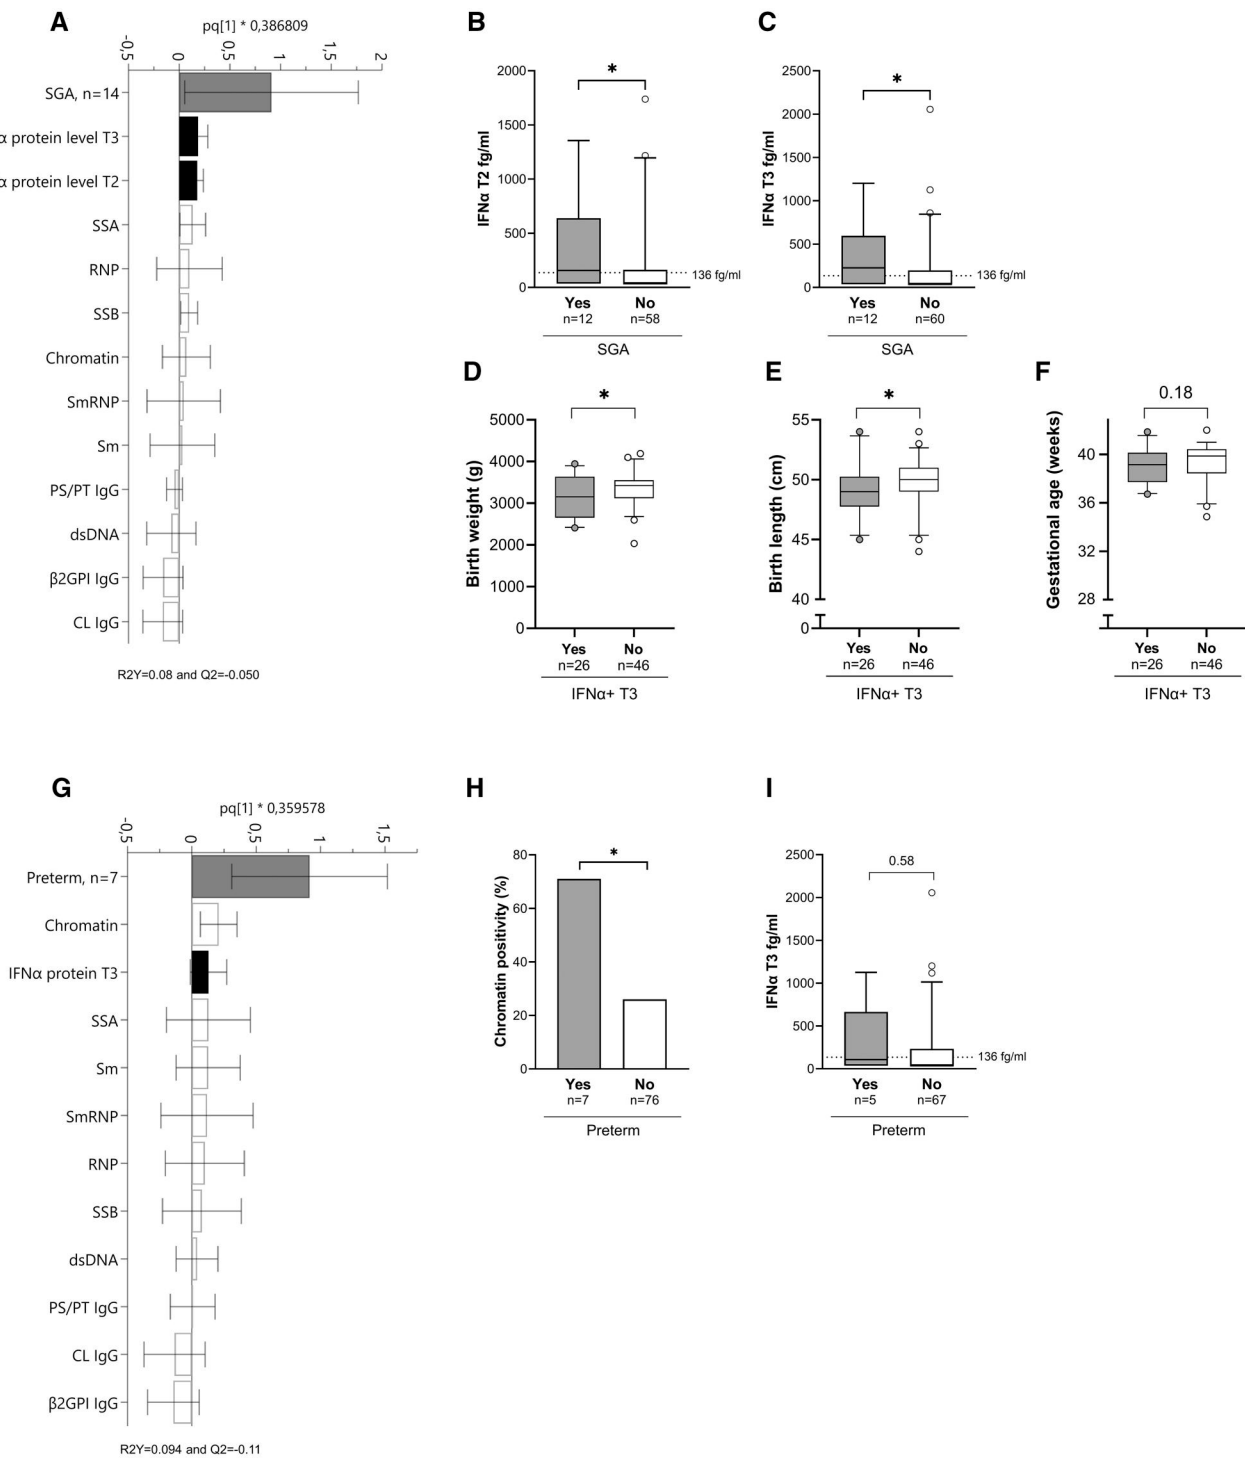 A
pq[1] * 0,386809
-0,5 0 0,5 1 1,5 2
SGA, n=14
α protein level T3
α protein level T2
SSA
RNP
SSB
Chromatin
SmRNP
Sm
PS/PT IgG
dsDNA
β2GPI IgG
CL IgG
R2Y=0.08 and Q2=-0.050
B
IFNα T2 fg/ml
2000
1500
1000
500
0
*
136 fg/ml
Yes No
n=12 n=58
SGA
C
IFNα T3 fg/ml
2500
2000
1500
1000
500
0
*
136 fg/ml
Yes No
n=12 n=60
SGA
D
Birth weight (g)
5000
4000
3000
2000
1000
0
*
Yes No
n=26 n=46
IFNα+ T3
E
Birth length (cm)
55
50
45
40
0
*
Yes No
n=26 n=46
IFNα+ T3
F
Gestational age (weeks)
40
36
32
28
0.18
Yes No
n=26 n=46
IFNα+ T3
G
pq[1] * 0,359578
-0,5 0 0,5 1 1,5
Preterm, n=7
Chromatin
IFNα protein T3
SSA
Sm
SmRNP
RNP
SSB
dsDNA
PS/PT IgG
CL IgG
β2GPI IgG
R2Y=0.094 and Q2=-0.11
H
Chromatin positivity (%)
80
60
40
20
0
*
Yes No
n=7 n=76
Preterm
I
IFNα T3 fg/ml
2500
2000
1500
1000
500
0
0.58
136 fg/ml
Yes No
n=5 n=67
Preterm